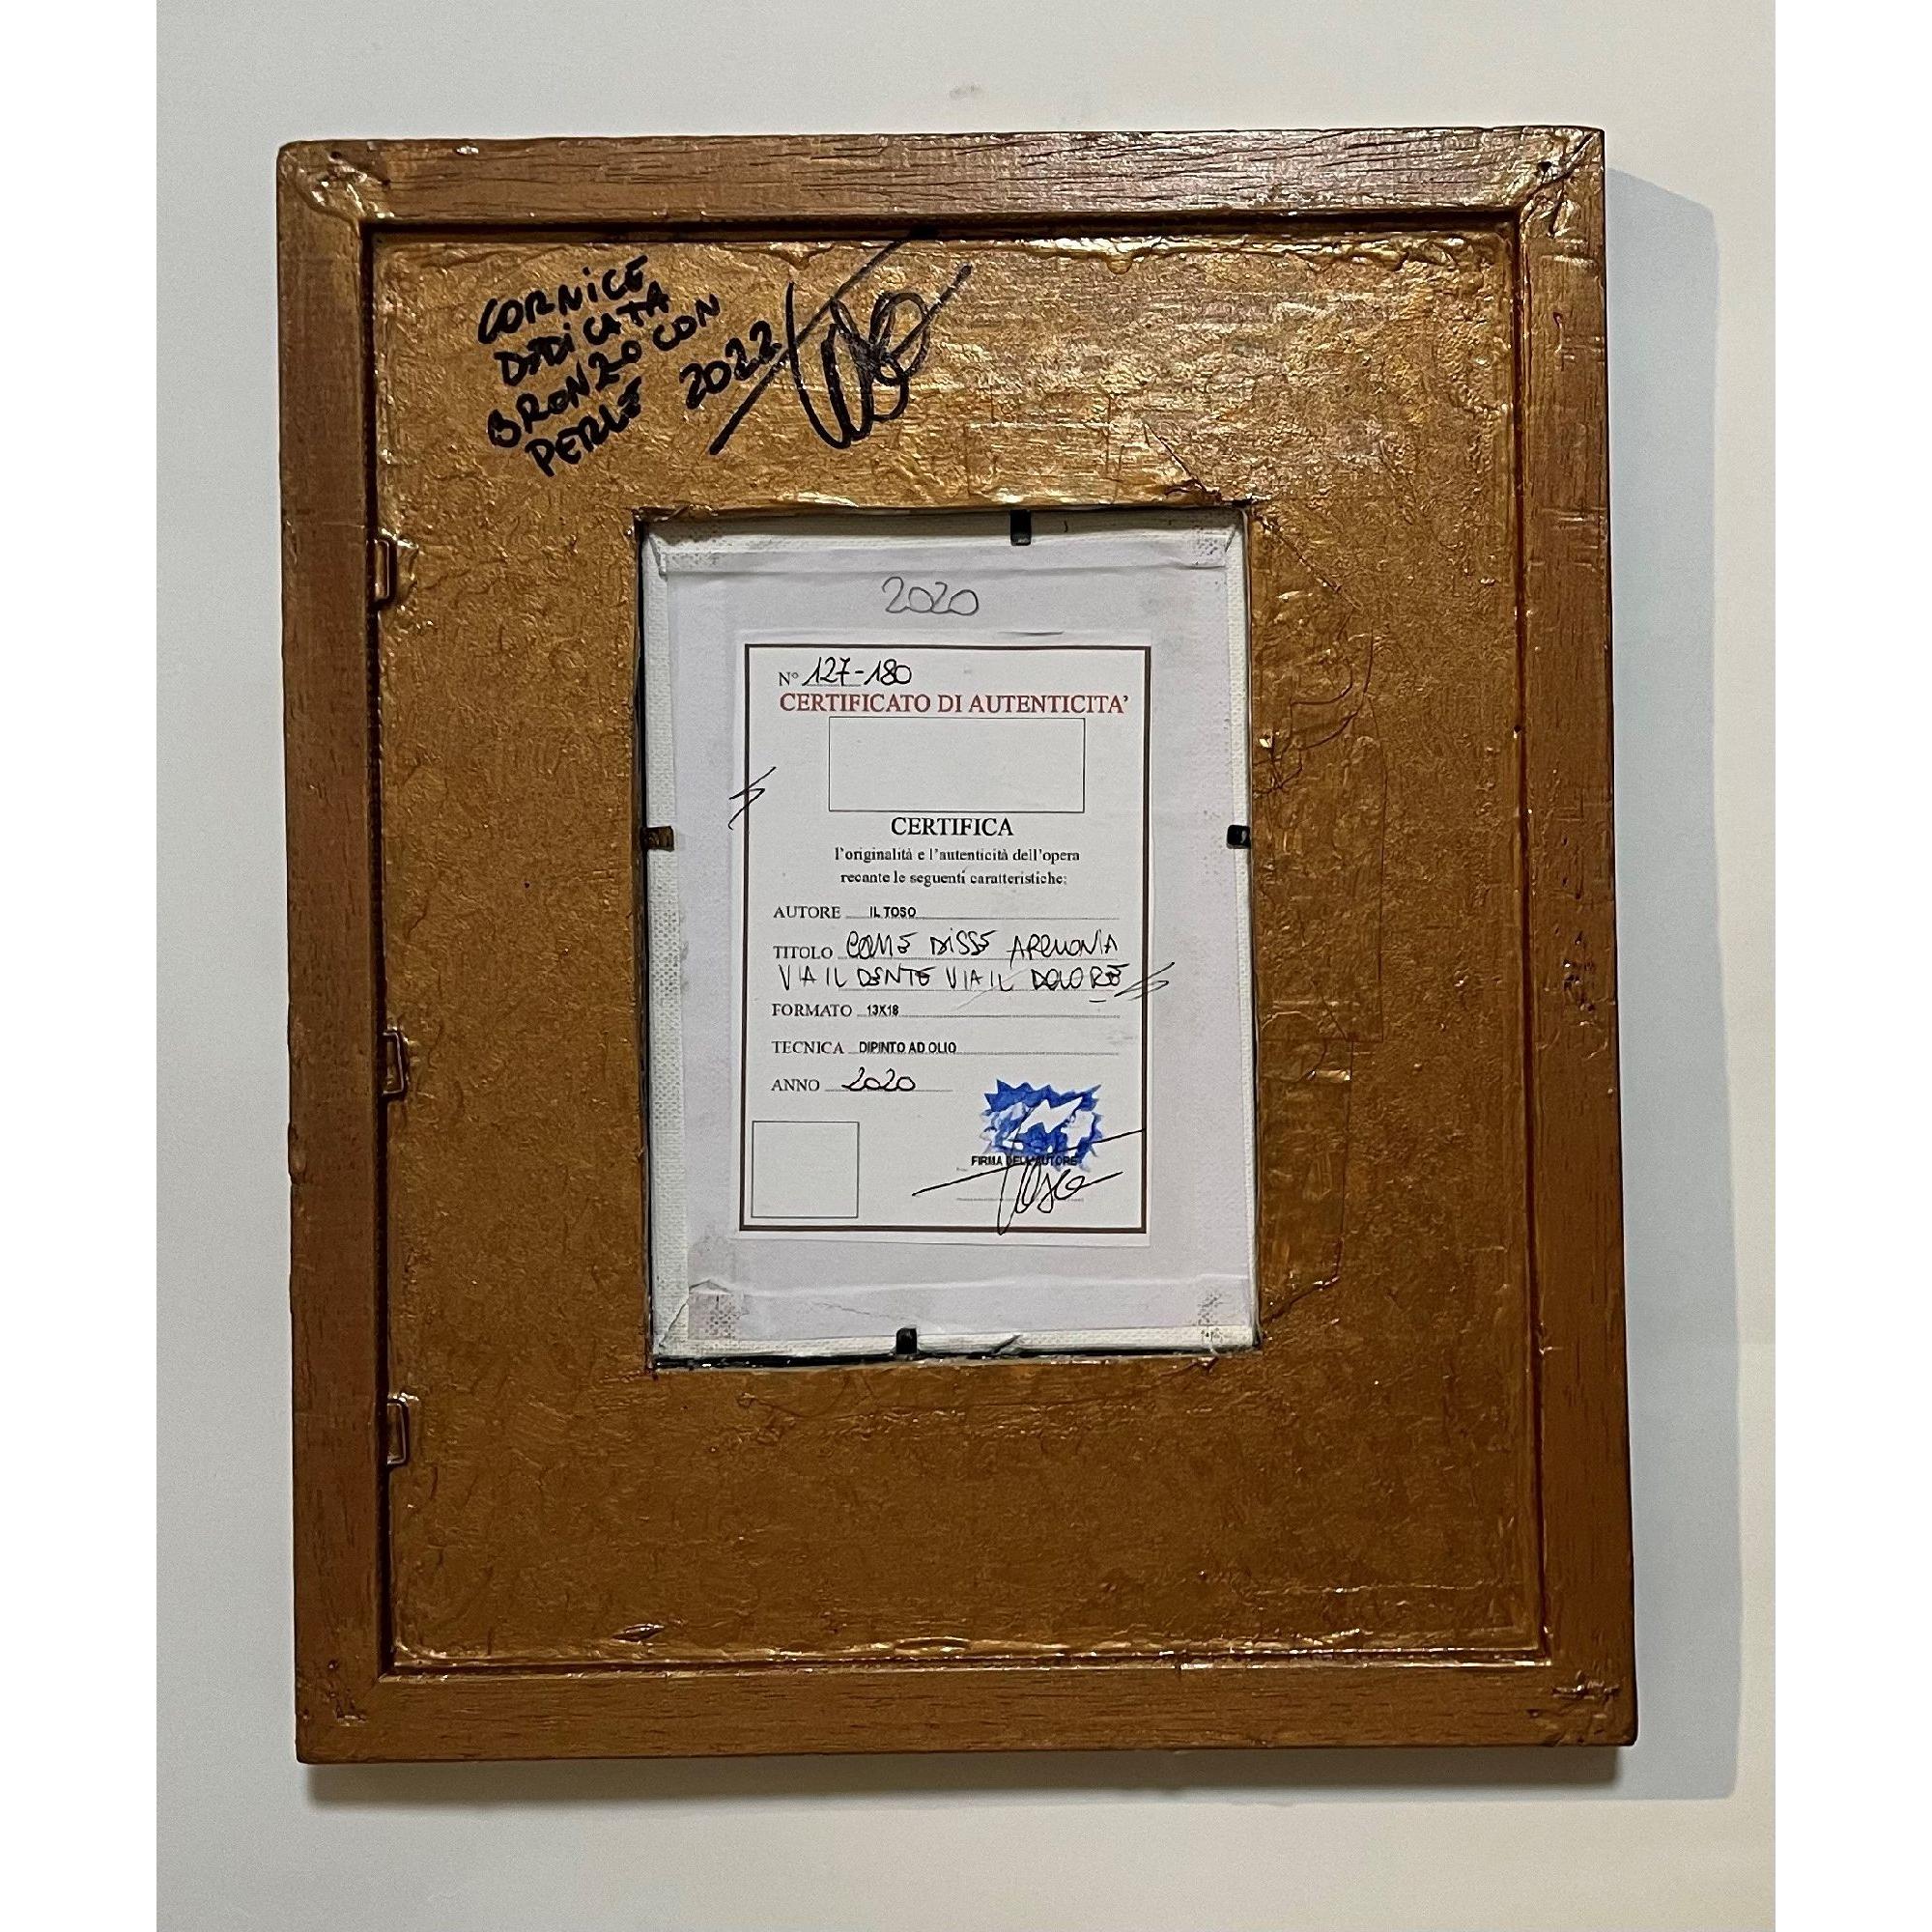 CORNICE
DEDICATA
BRONZO CON
PERLE 2022
2020
N° 127-180
CERTIFICATO DI AUTENTICITA'
CERTIFICA
l'originalità e l'autenticità dell'opera
recante le seguenti caratteristiche:
AUTORE IL TOSO
TITOLO COME DISSE ARMONIA
VIA IL DENTE VIA IL DOLORE
FORMATO 13X18
TECNICA DIPINTO AD OLIO
ANNO 2020
FIRMA DELL'AUTORE
Toso